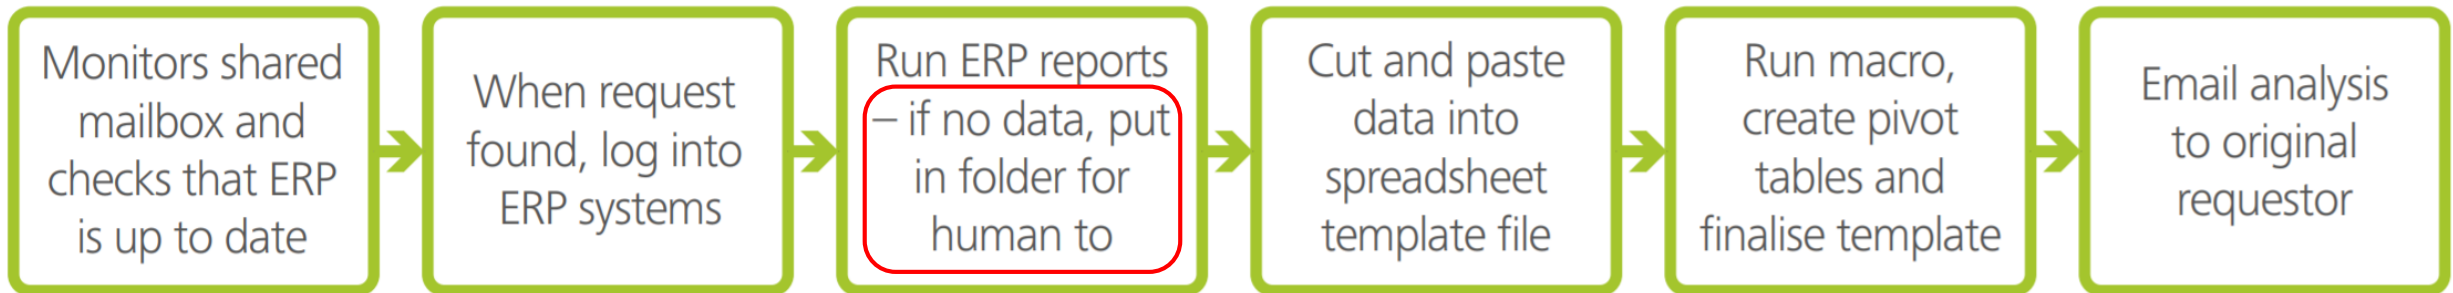 Monitors shared
mailbox and
checks that ERP
is up to date
When request
found, log into
ERP systems
Run ERP reports
– if no data, put
in folder for
human to
Cut and paste
data into
spreadsheet
template file
Run macro,
create pivot
tables and
finalise template
Email analysis
to original
requestor